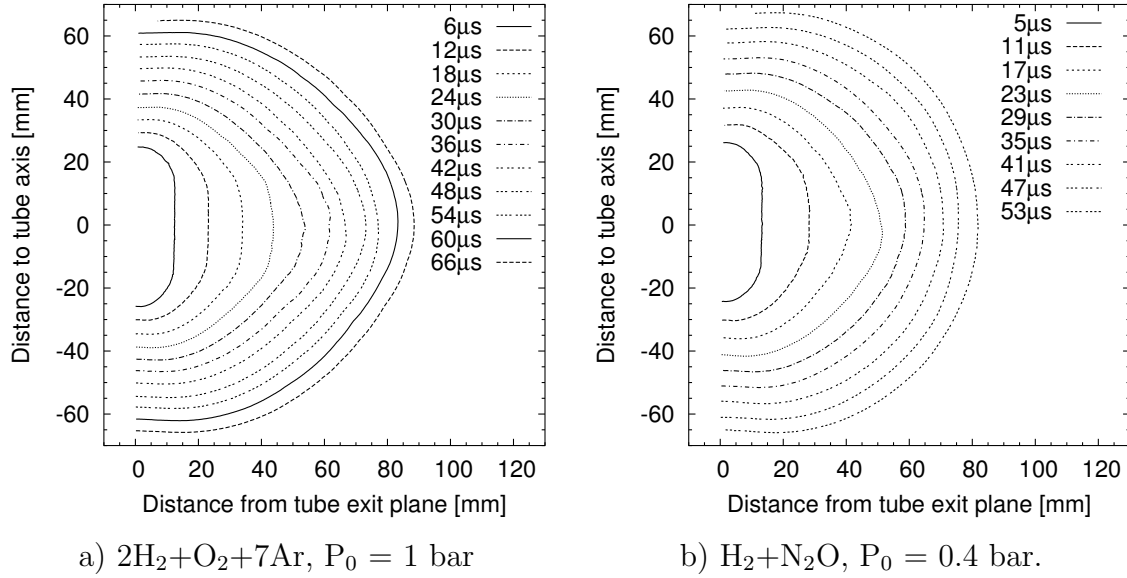 60
40
20
0
-20
-40
-60
0 20 40 60 80 100 120
Distance to tube axis [mm]
Distance from tube exit plane [mm]
6μs
12μs
18μs
24μs
30μs
36μs
42μs
48μs
54μs
60μs
66μs
a) 2H₂+O₂+7Ar, P₀ = 1 bar
60
40
20
0
-20
-40
-60
0 20 40 60 80 100 120
Distance to tube axis [mm]
Distance from tube exit plane [mm]
5μs
11μs
17μs
23μs
29μs
35μs
41μs
47μs
53μs
b) H₂+N₂O, P₀ = 0.4 bar.